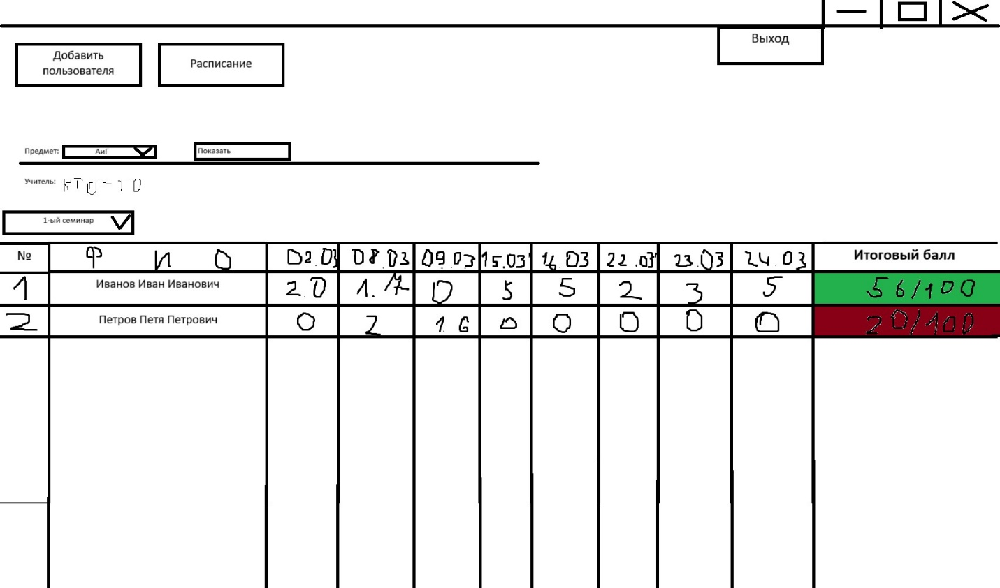 Выход
Добавить
пользователя
Расписание
Предмет: АиГ Показать
Учитель: кто-то
1-ый семинар
№ Ф И О 02.03 08.03 09.03 15.03 16.03 22.03 23.03 24.03 Итоговый балл
1 Иванов Иван Иванович 2.0 1.7 0 5 5 2 3 5 56/100
2 Петров Петя Петрович 0 2 1.6 0 0 0 0 0 20/100